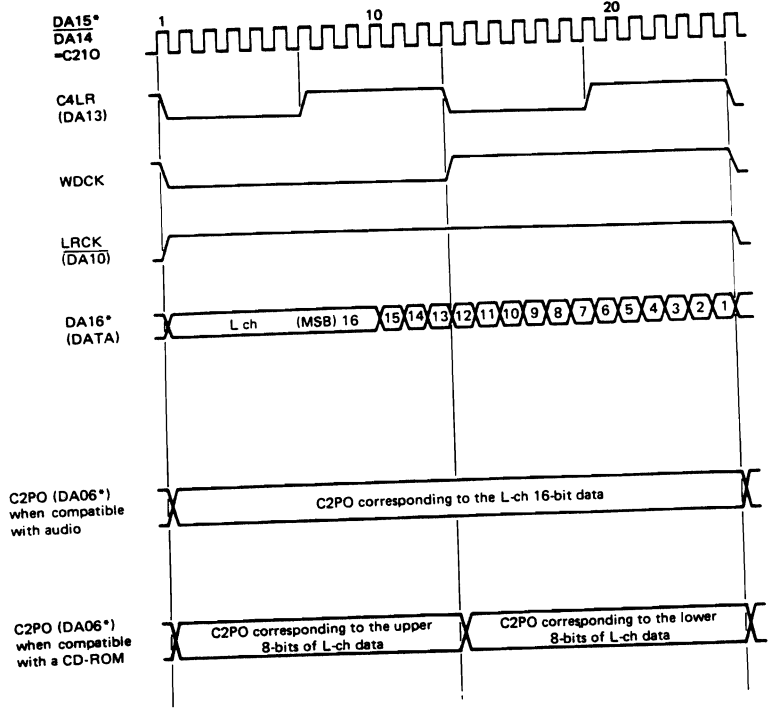 DA15*
DA14
=C210
1
10
20
C4LR
(DA13)
WDCK
LRCK
(DA10)
DA16*
(DATA)
L ch (MSB) 16 15 14 13 12 11 10 9 8 7 6 5 4 3 2 1
C2PO (DA06*)
when compatible
with audio
C2PO corresponding to the L-ch 16-bit data
C2PO (DA06*)
when compatible
with a CD-ROM
C2PO corresponding to the upper
8-bits of L-ch data
C2PO corresponding to the lower
8-bits of L-ch data